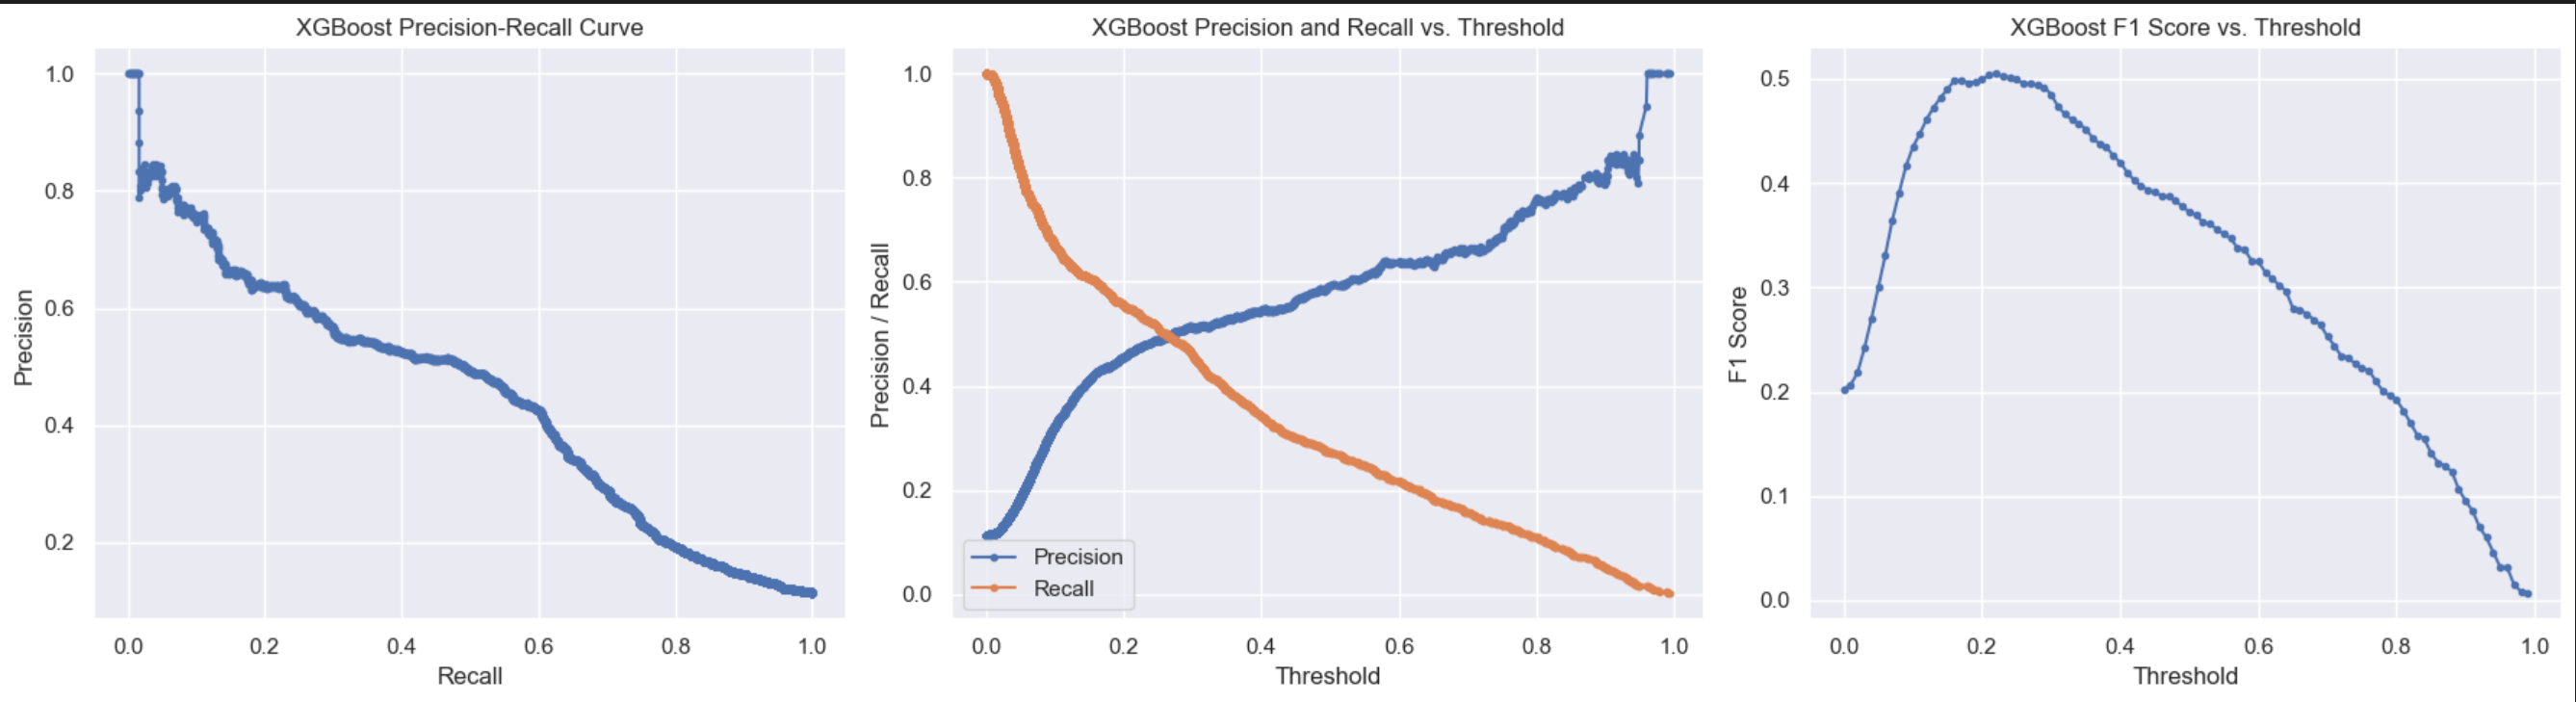 XGBoost Precision-Recall Curve
1.0
0.8
0.6
0.4
0.2
Precision
0.0 0.2 0.4 0.6 0.8 1.0
Recall
XGBoost Precision and Recall vs. Threshold
1.0
0.8
0.6
0.4
0.2
0.0
Precision / Recall
Precision
Recall
0.0 0.2 0.4 0.6 0.8 1.0
Threshold
XGBoost F1 Score vs. Threshold
0.5
0.4
0.3
0.2
0.1
0.0
F1 Score
0.0 0.2 0.4 0.6 0.8 1.0
Threshold